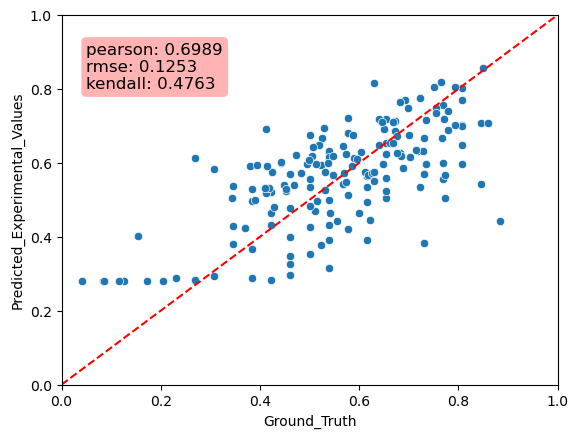 pearson: 0.6989
rmse: 0.1253
kendall: 0.4763
Predicted_Experimental_Values
1.0
0.8
0.6
0.4
0.2
0.0
0.0 0.2 0.4 0.6 0.8 1.0
Ground_Truth